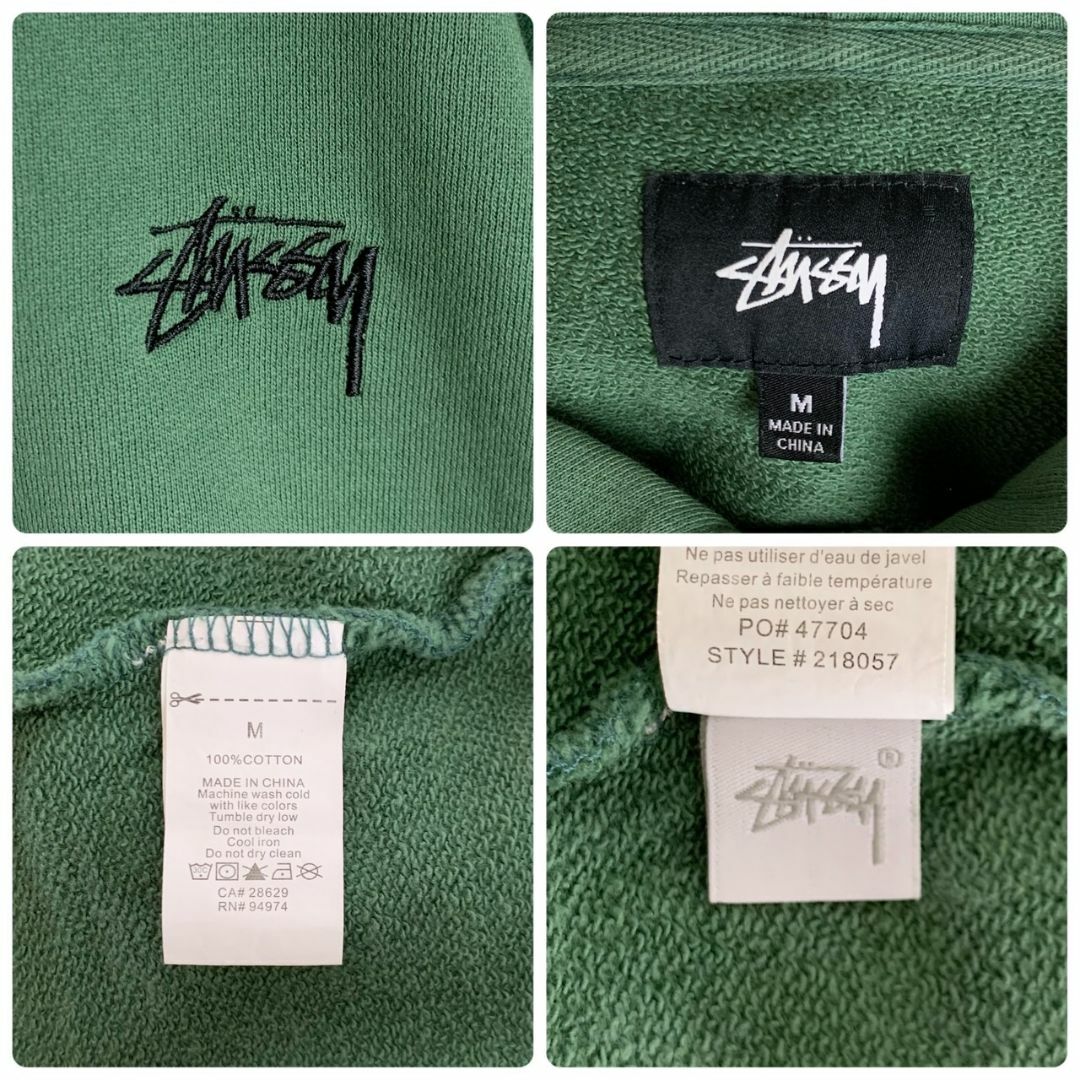 Stüssy
Stüssy
M
MADE IN
CHINA
M
100%COTTON
MADE IN CHINA
Machine wash cold
with like colors
Tumble dry low
Do not bleach
Cool iron
Do not dry clean
30C
CA# 28629
RN# 94974
Ne pas utiliser d'eau de javel
Repasser à faible température
Ne pas nettoyer à sec
PO# 47704
STYLE # 218057
Stüssy ®